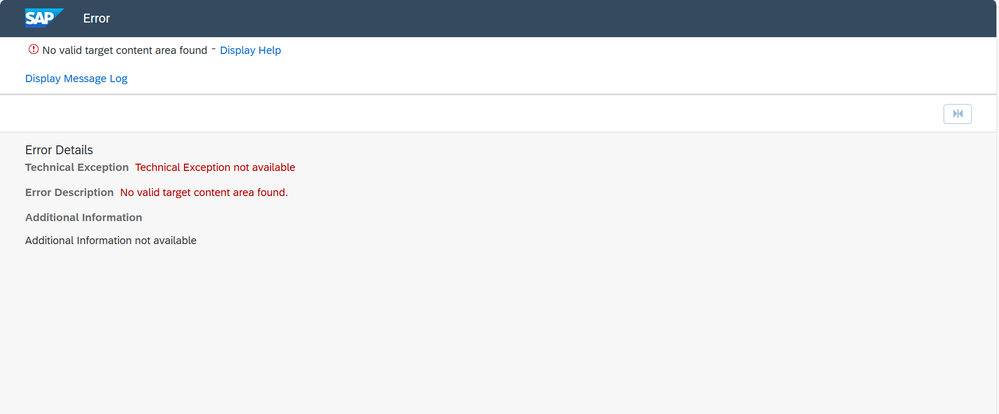 SAP Error
No valid target content area found - Display Help
Display Message Log
Error Details
Technical Exception Technical Exception not available
Error Description No valid target content area found.
Additional Information
Additional Information not available